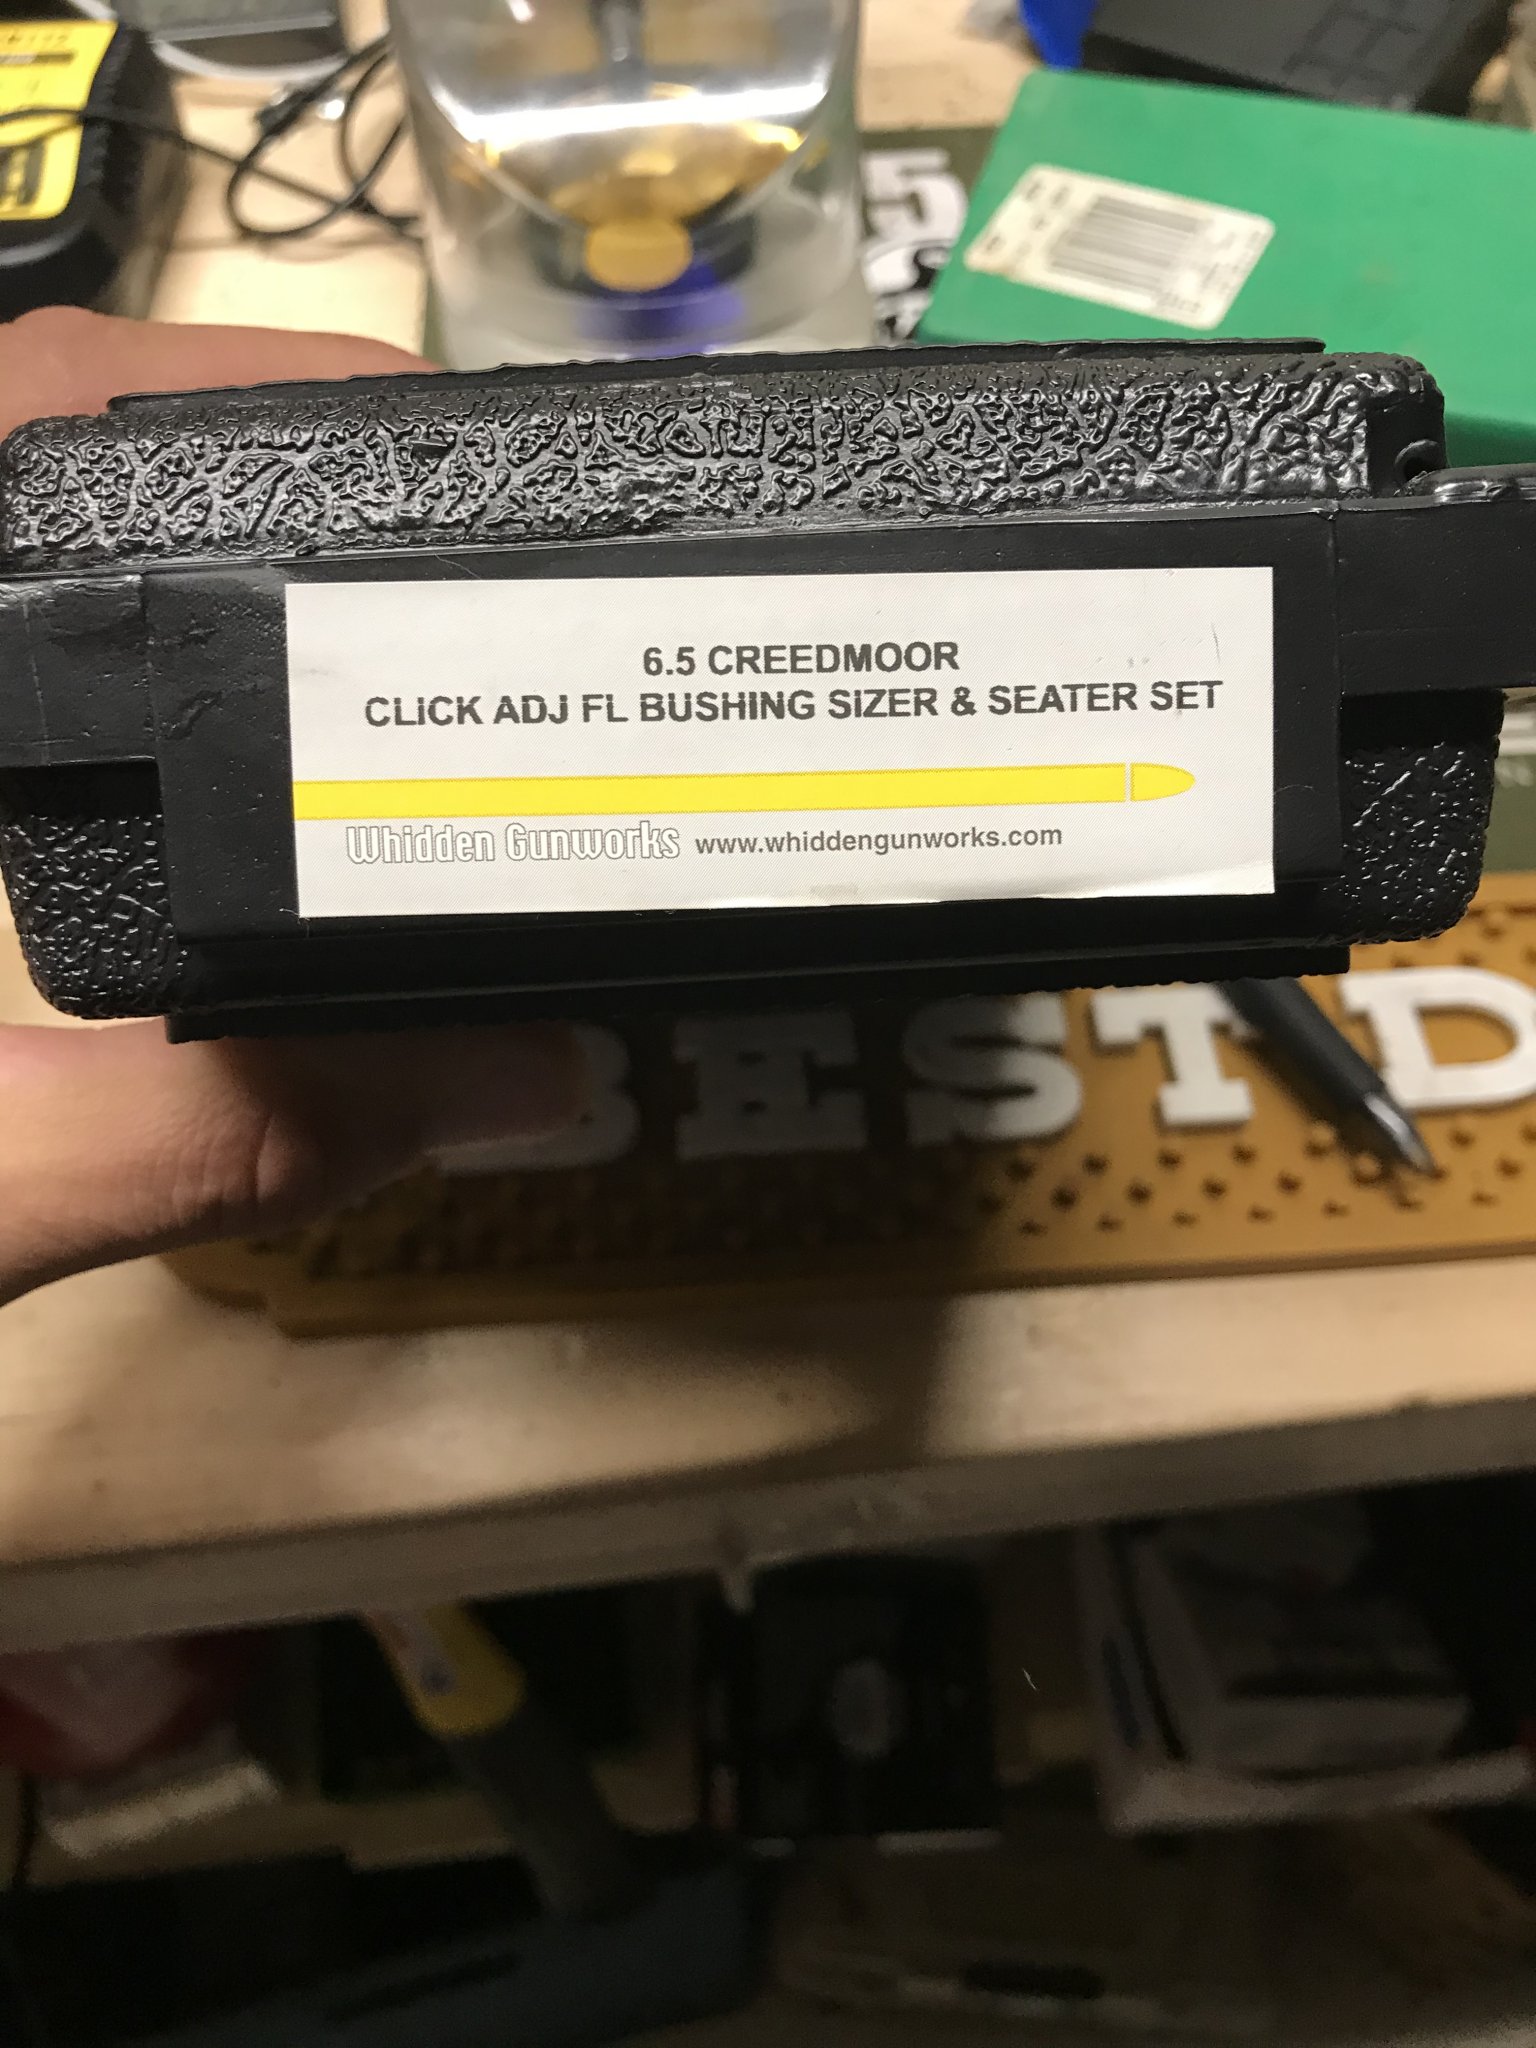 6.5 CREEDMOOR
CLICK ADJ FL BUSHING SIZER & SEATER SET
Whidden Gunworks www.whiddengunworks.com
BEST D